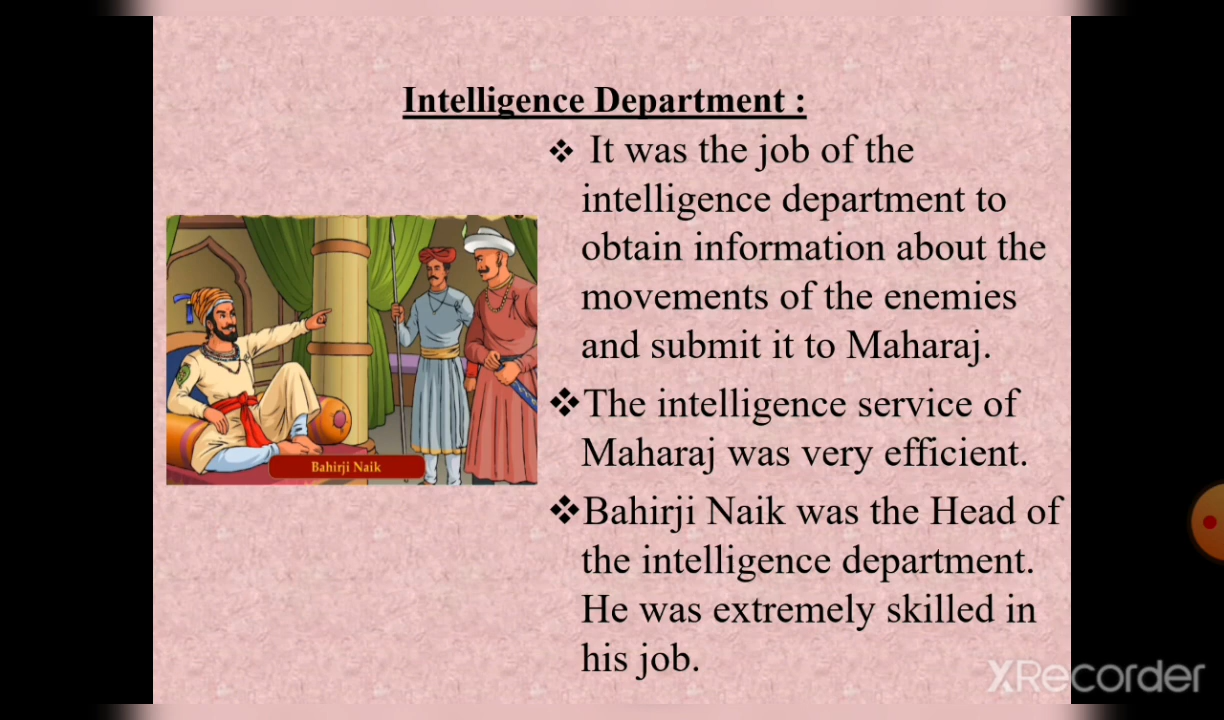 Intelligence Department :
❖ It was the job of the
intelligence department to
obtain information about the
movements of the enemies
and submit it to Maharaj.
❖The intelligence service of
Maharaj was very efficient.
❖Bahirji Naik was the Head of
the intelligence department.
He was extremely skilled in
his job.
Bahirji Naik
XRecorder